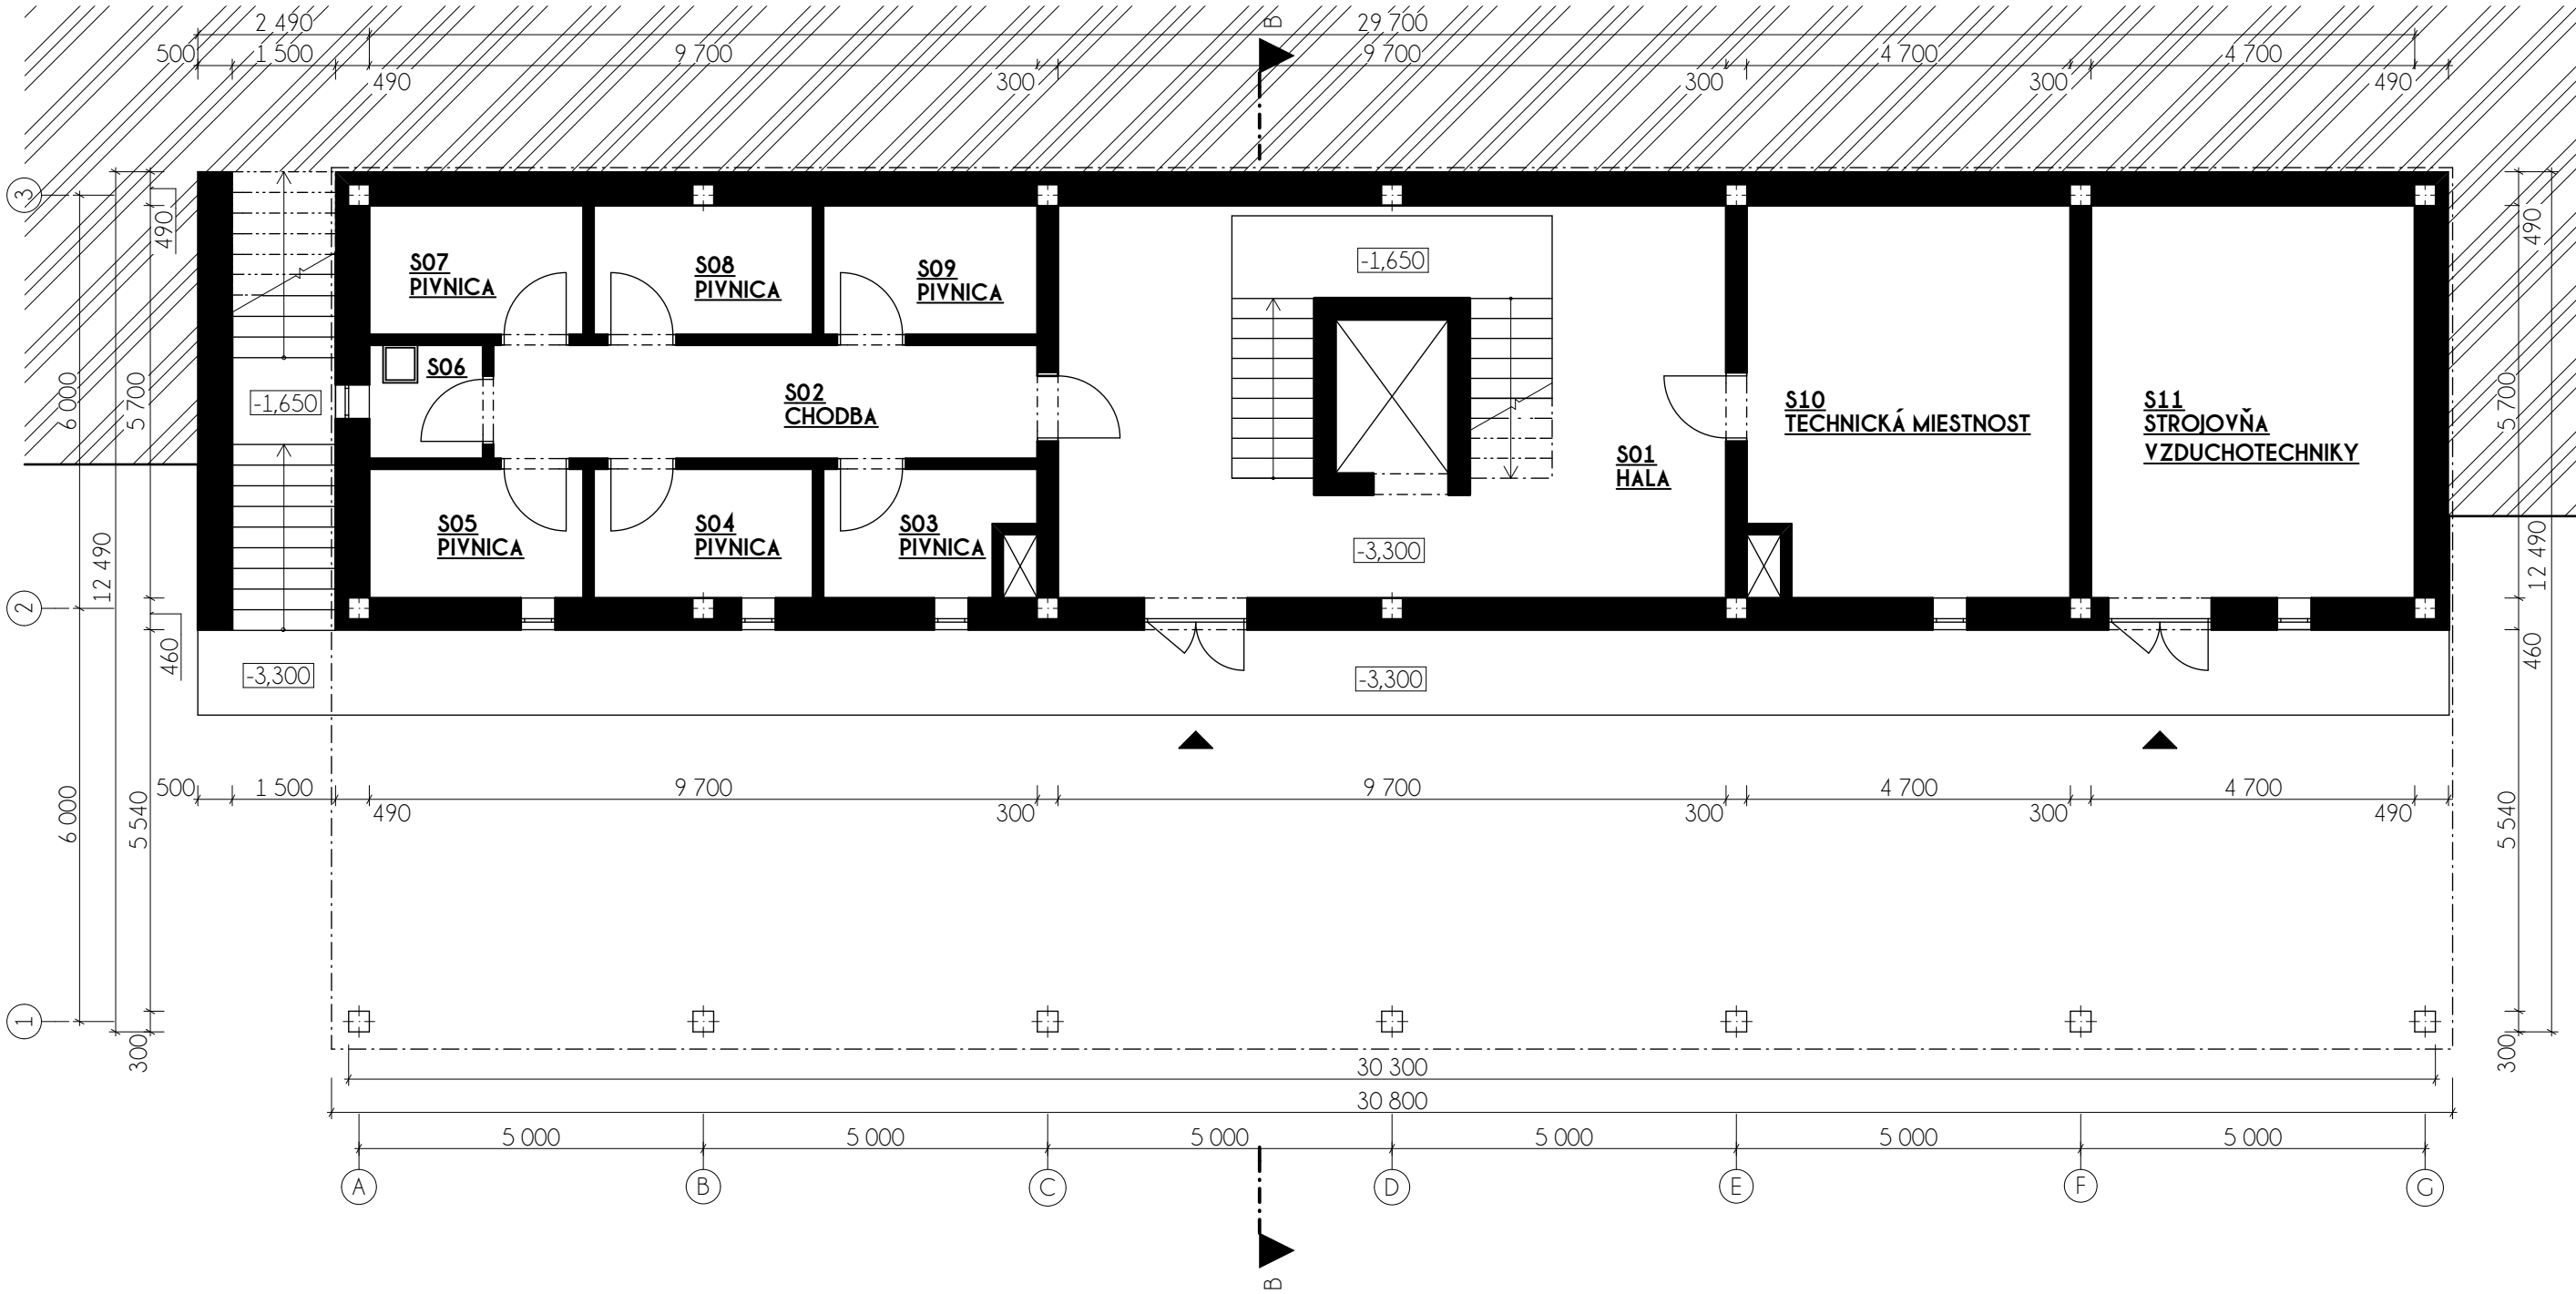 2 490 B 29 700
500 1 500 9 700 9 700 4 700 4 700
490 300 300 300 490
3
490 490
S07
PIVNICA
S08
PIVNICA
S09
PIVNICA
-1,650
S06
6 000 5 700 -1,650
S02
CHODBA
S10
TECHNICKÁ MIESTNOST
S11
STROJOVŇA
VZDUCHOTECHNIKY
5 700
S01
HALA
S05
PIVNICA
S04
PIVNICA
S03
PIVNICA
-3,300
12 490 12 490
2
460 460
-3,300 -3,300
500 1 500 9 700 9 700 4 700 4 700
490 300 300 300 490
6 000 5 540 5 540
1
300 300
30 300
30 800
5 000 5 000 5 000 5 000 5 000 5 000
A B C D E F G
B